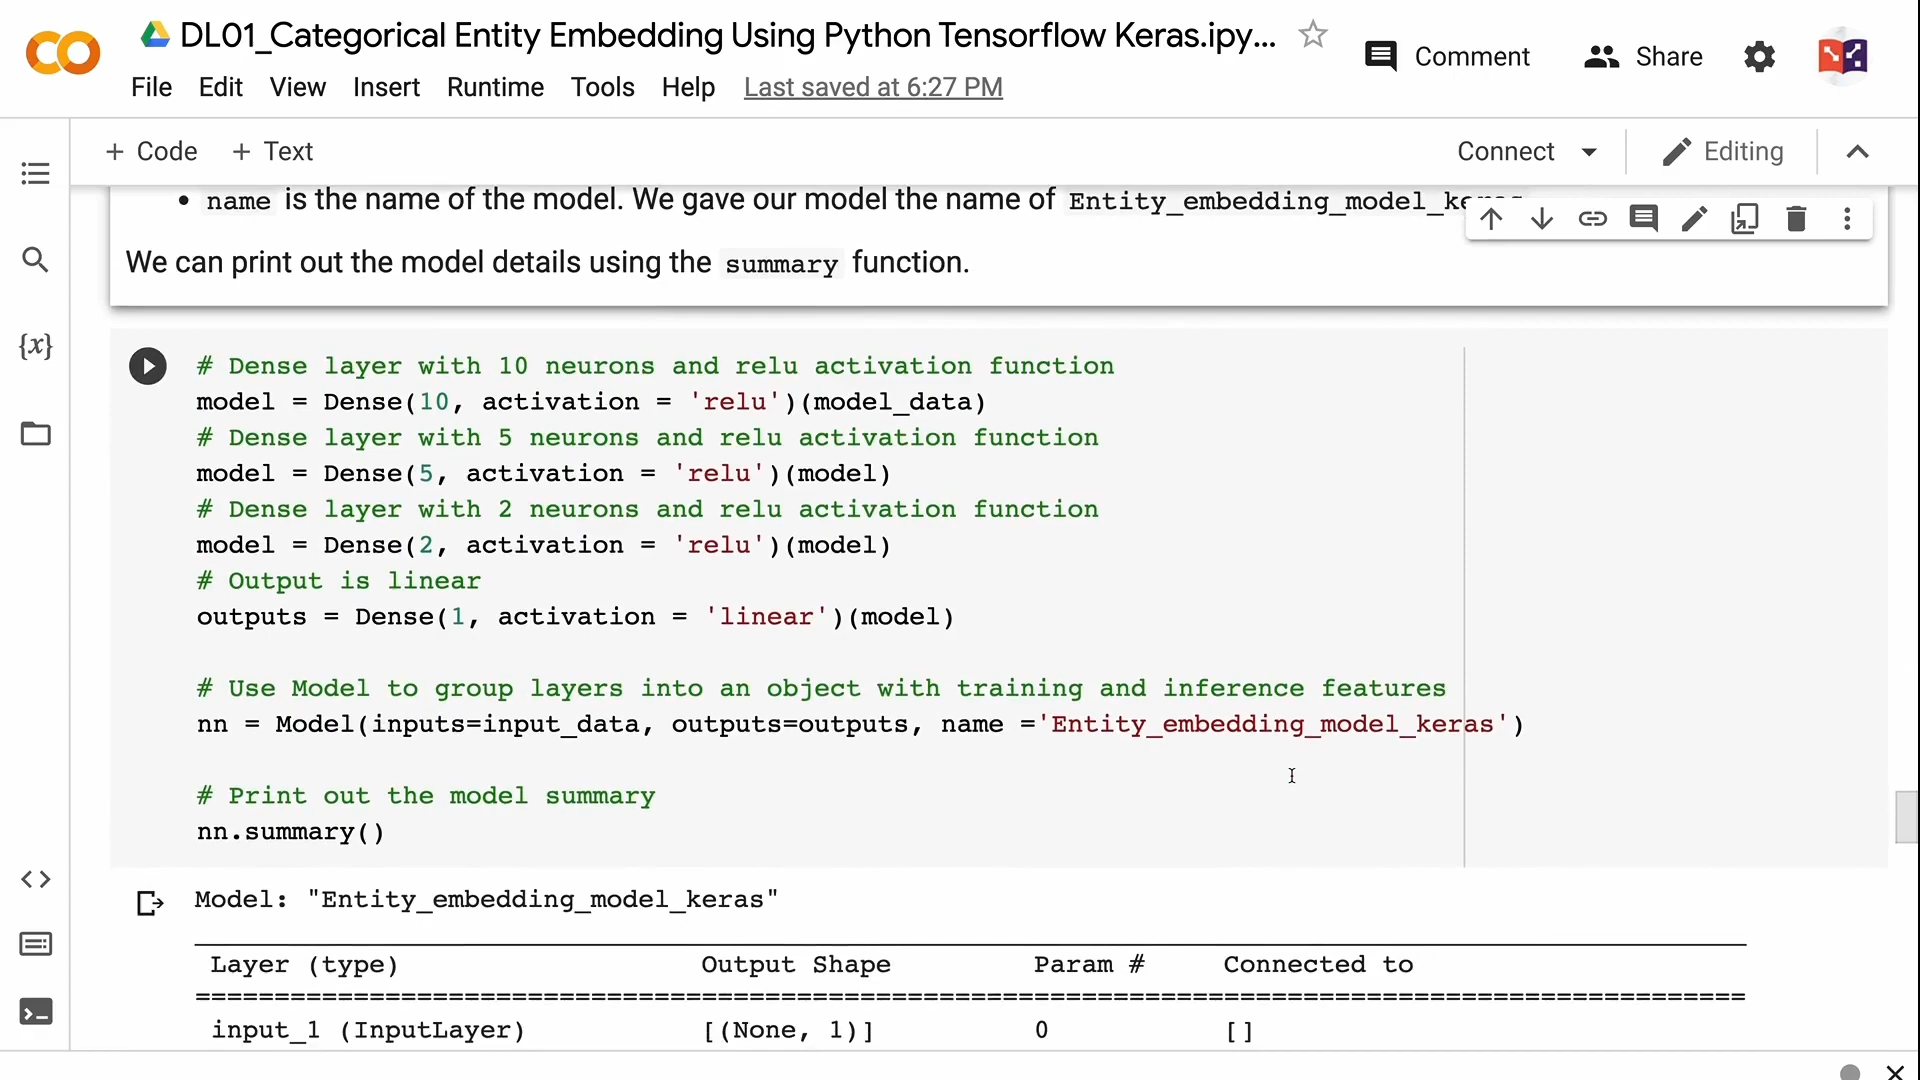 DL01_Categorical Entity Embedding Using Python Tensorflow Keras.ipy...
Comment
Share
File Edit View Insert Runtime Tools Help Last saved at 6:27 PM
+ Code + Text
Connect
Editing
• name is the name of the model. We gave our model the name of Entity_embedding_model_keras
We can print out the model details using the summary function.
{x}
# Dense layer with 10 neurons and relu activation function
model = Dense(10, activation = 'relu')(model_data)
# Dense layer with 5 neurons and relu activation function
model = Dense(5, activation = 'relu')(model)
# Dense layer with 2 neurons and relu activation function
model = Dense(2, activation = 'relu')(model)
# Output is linear
outputs = Dense(1, activation = 'linear')(model)
# Use Model to group layers into an object with training and inference features
nn = Model(inputs=input_data, outputs=outputs, name ='Entity_embedding_model_keras')
# Print out the model summary
nn.summary()
Model: "Entity_embedding_model_keras"
Layer (type) Output Shape Param # Connected to
==================================================================================================
input_1 (InputLayer) [(None, 1)] 0 []